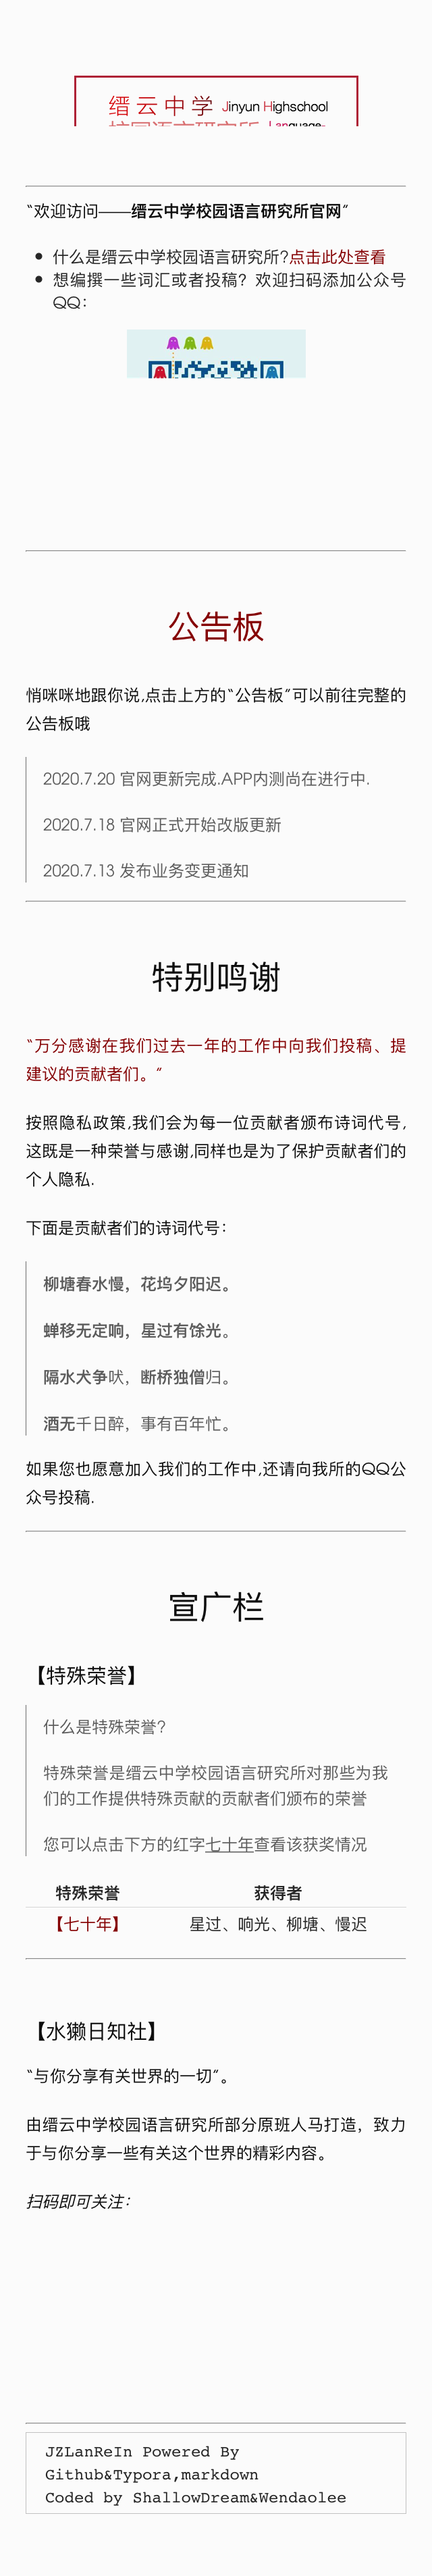 缙云中学 Jinyun Highschool
“欢迎访问——缙云中学校园语言研究所官网”
什么是缙云中学校园语言研究所?点击此处查看
想编撰一些词汇或者投稿？欢迎扫码添加公众号
QQ：
公告板
悄咪咪地跟你说,点击上方的“公告板”可以前往完整的
公告板哦
2020.7.20 官网更新完成.APP内测尚在进行中.
2020.7.18 官网正式开始改版更新
2020.7.13 发布业务变更通知
特别鸣谢
“万分感谢在我们过去一年的工作中向我们投稿、提
建议的贡献者们。”
按照隐私政策,我们会为每一位贡献者颁布诗词代号,
这既是一种荣誉与感谢,同样也是为了保护贡献者们的
个人隐私.
下面是贡献者们的诗词代号：
柳塘春水慢，花坞夕阳迟。
蝉移无定响，星过有馀光。
隔水犬争吠，断桥独僧归。
酒无千日醉，事有百年忙。
如果您也愿意加入我们的工作中,还请向我所的QQ公
众号投稿.
宣广栏
【特殊荣誉】
什么是特殊荣誉?
特殊荣誉是缙云中学校园语言研究所对那些为我
们的工作提供特殊贡献的贡献者们颁布的荣誉
您可以点击下方的红字七十年查看该获奖情况
特殊荣誉 获得者
【七十年】 星过、响光、柳塘、慢迟
【水獭日知社】
“与你分享有关世界的一切”。
由缙云中学校园语言研究所部分原班人马打造，致力
于与你分享一些有关这个世界的精彩内容。
扫码即可关注：
JZLanReIn Powered By
Github&Typora,markdown
Coded by ShallowDream&Wendaolee